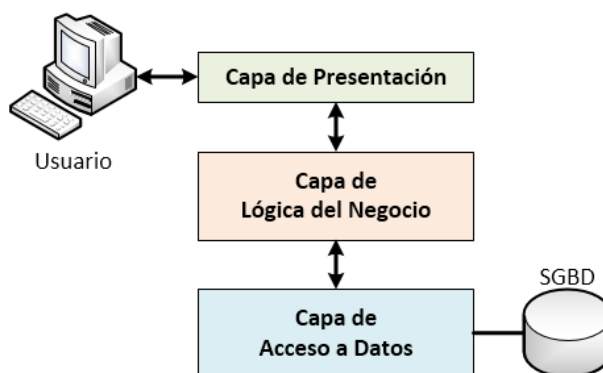 Capa de Presentación
Usuario
Capa de
Lógica del Negocio
SGBD
Capa de
Acceso a Datos